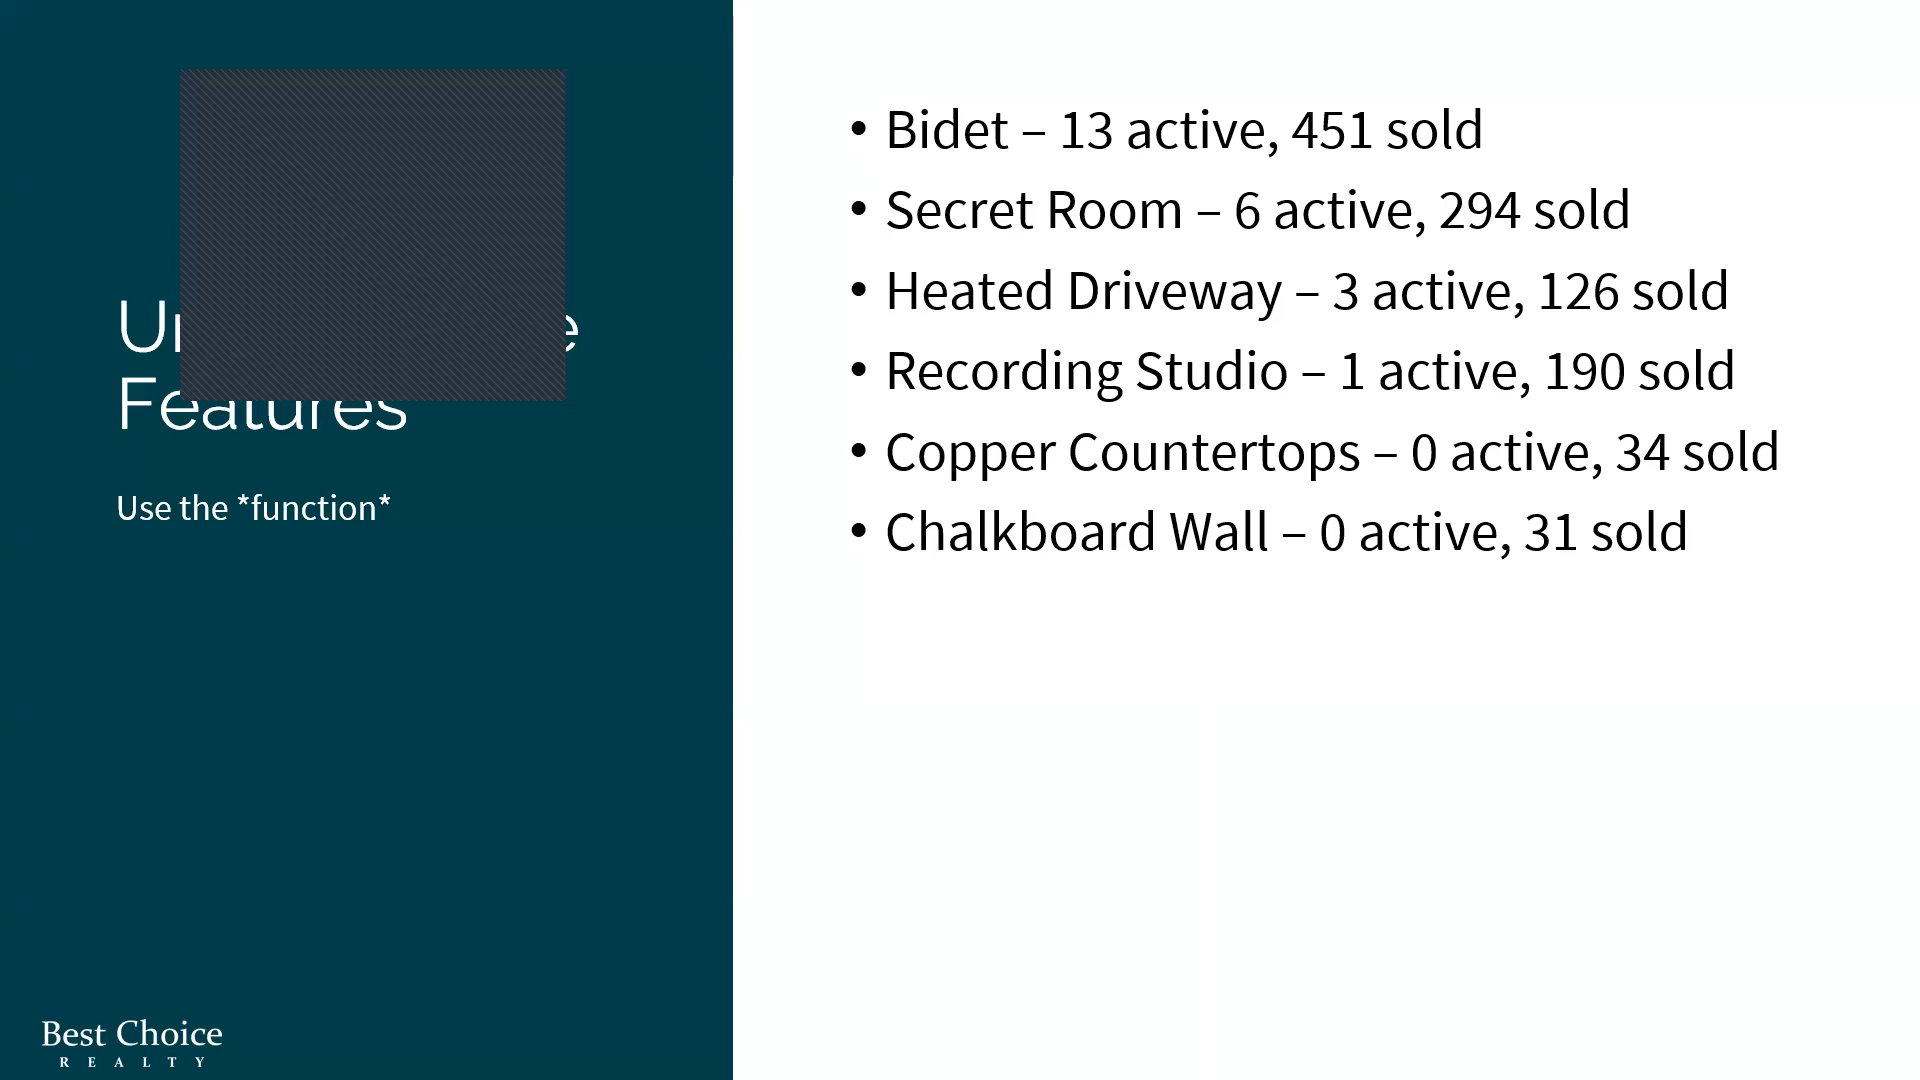 Features
Use the *function*
Best Choice
REALTY
• Bidet – 13 active, 451 sold
• Secret Room – 6 active, 294 sold
• Heated Driveway – 3 active, 126 sold
• Recording Studio – 1 active, 190 sold
• Copper Countertops – 0 active, 34 sold
• Chalkboard Wall – 0 active, 31 sold